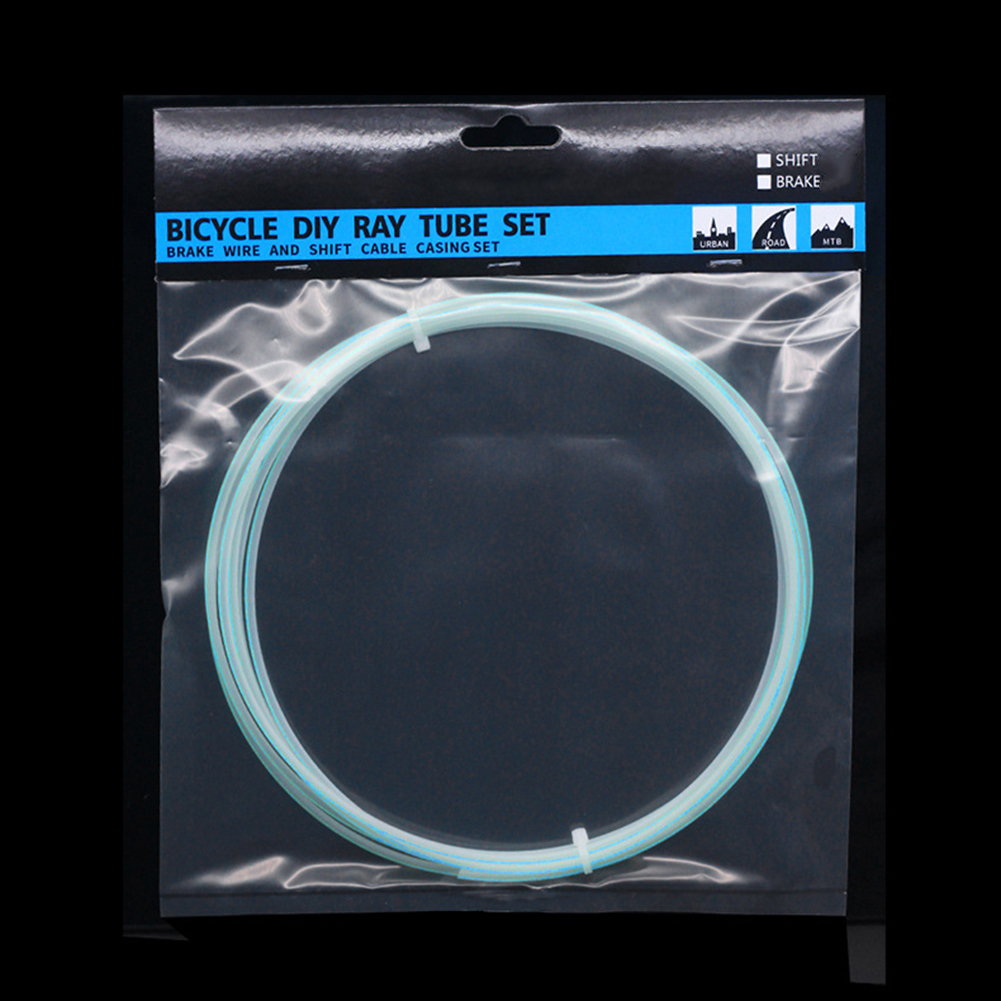 SHIFT
BRAKE
BICYCLE DIY RAY TUBE SET
BRAKE WIRE AND SHIFT CABLE CASING SET
URBAN
ROAD
MTB